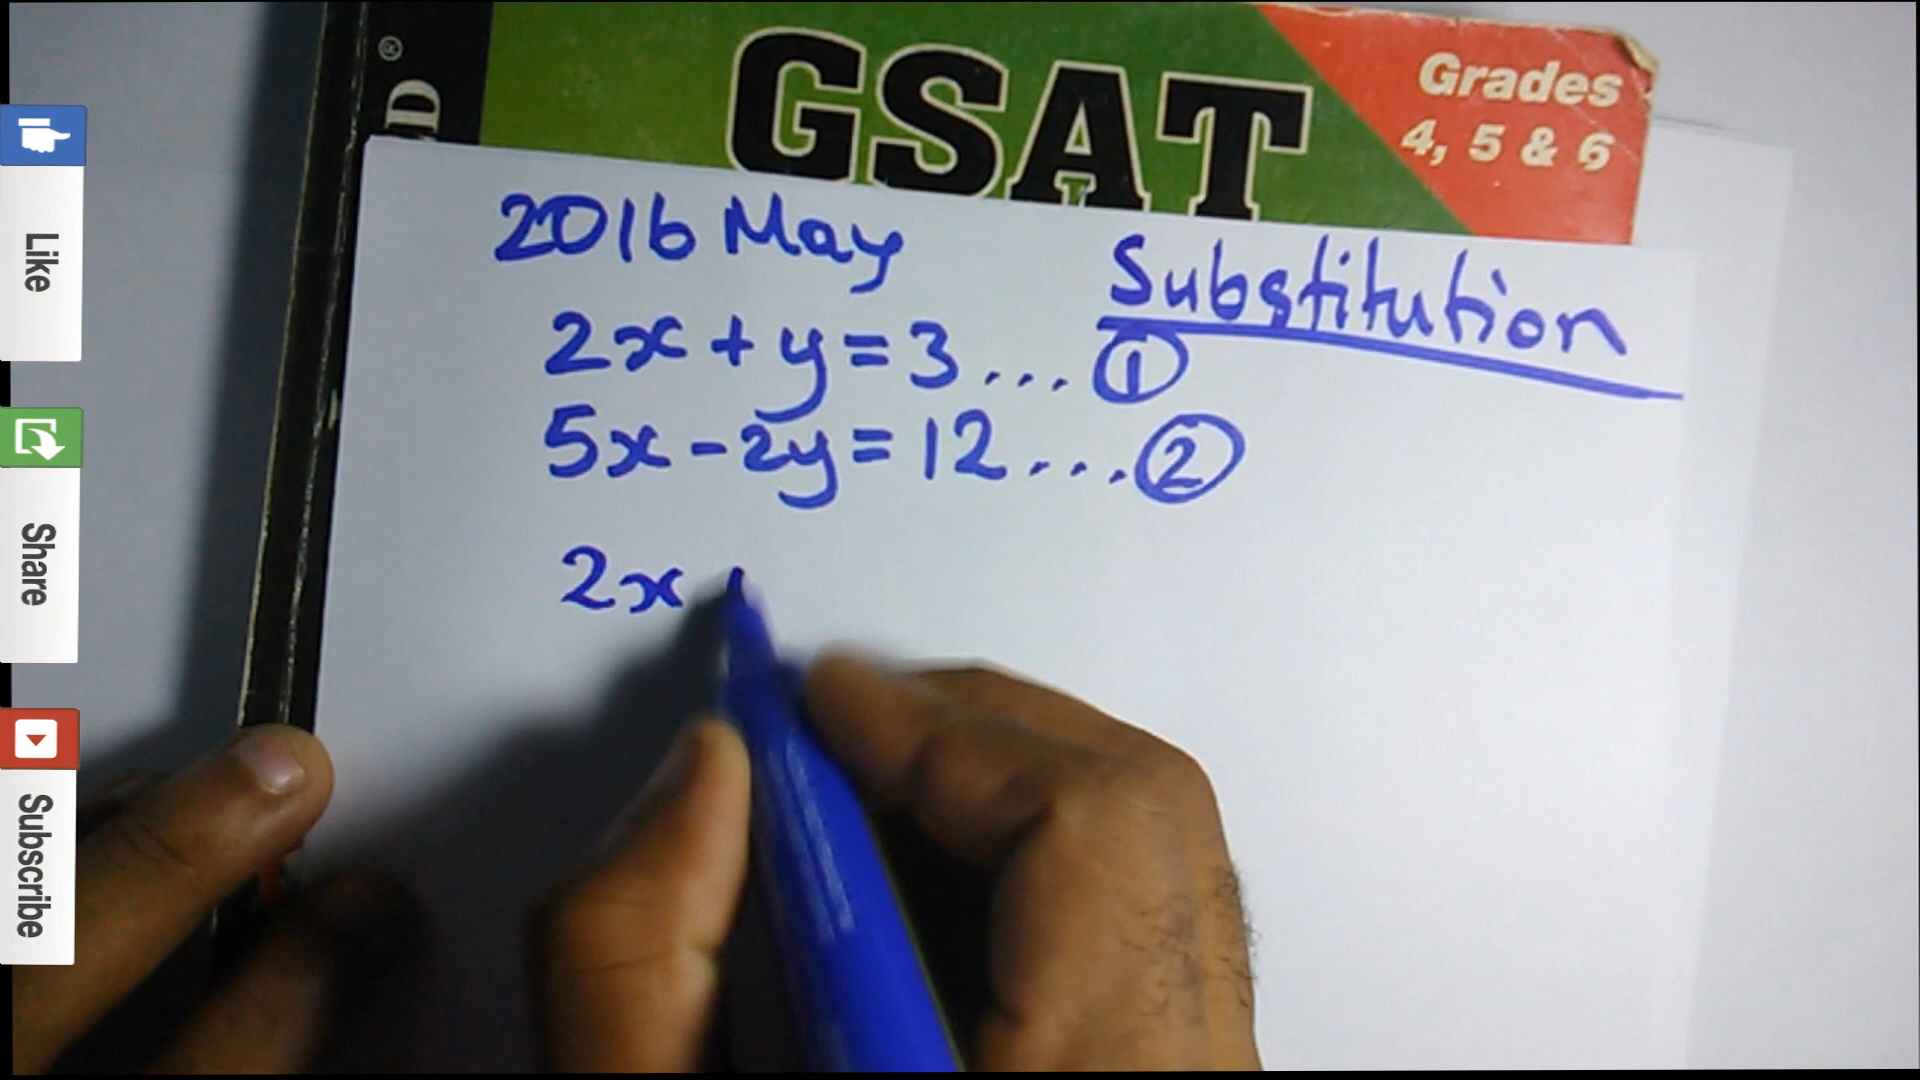 GSAT
Grades
4, 5 & 6
2016 May
Substitution
2x + y = 3 ... ①
5x - 2y = 12 ... ②
2x
Like
Share
Subscribe